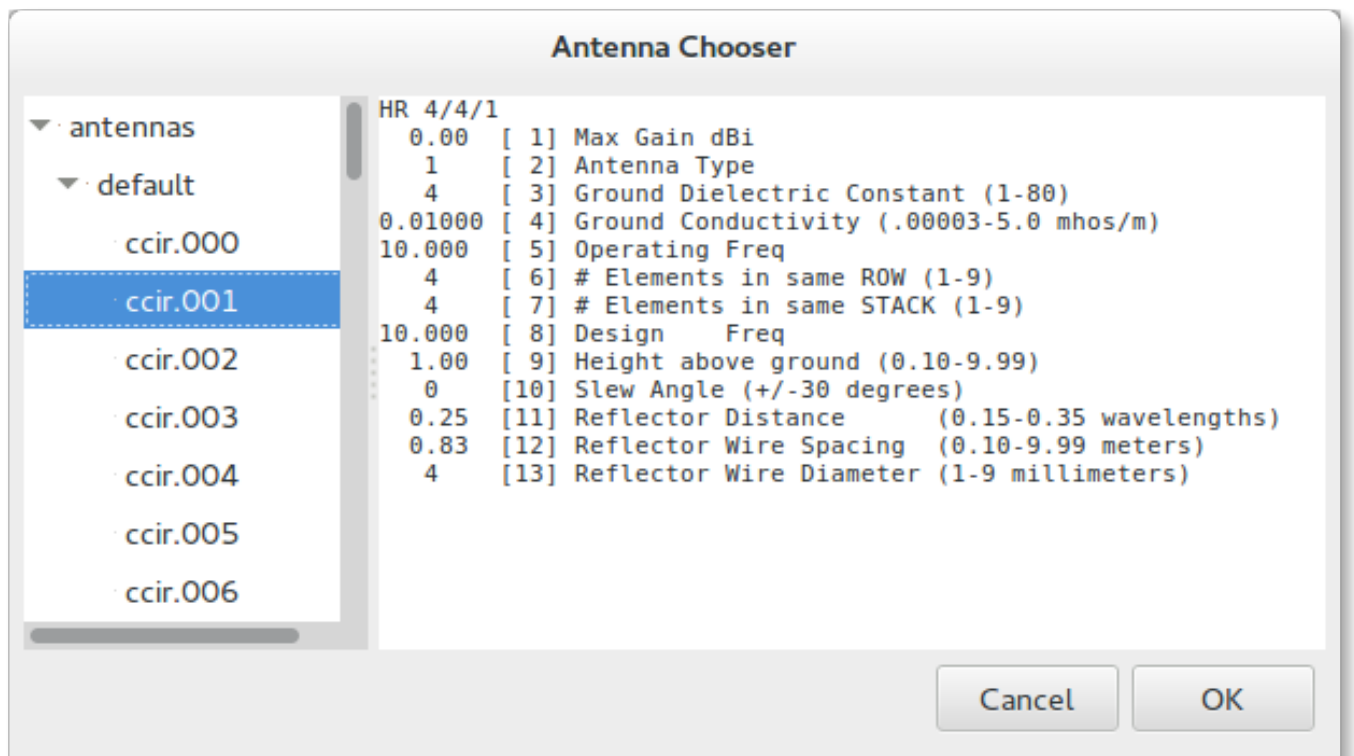 Antenna Chooser
antennas
default
ccir.000
ccir.001
ccir.002
ccir.003
ccir.004
ccir.005
ccir.006
HR 4/4/1
0.00 [ 1] Max Gain dBi
1 [ 2] Antenna Type
4 [ 3] Ground Dielectric Constant (1-80)
0.01000 [ 4] Ground Conductivity (.00003-5.0 mhos/m)
10.000 [ 5] Operating Freq
4 [ 6] # Elements in same ROW (1-9)
4 [ 7] # Elements in same STACK (1-9)
10.000 [ 8] Design Freq
1.00 [ 9] Height above ground (0.10-9.99)
0 [10] Slew Angle (+/-30 degrees)
0.25 [11] Reflector Distance (0.15-0.35 wavelengths)
0.83 [12] Reflector Wire Spacing (0.10-9.99 meters)
4 [13] Reflector Wire Diameter (1-9 millimeters)
Cancel OK